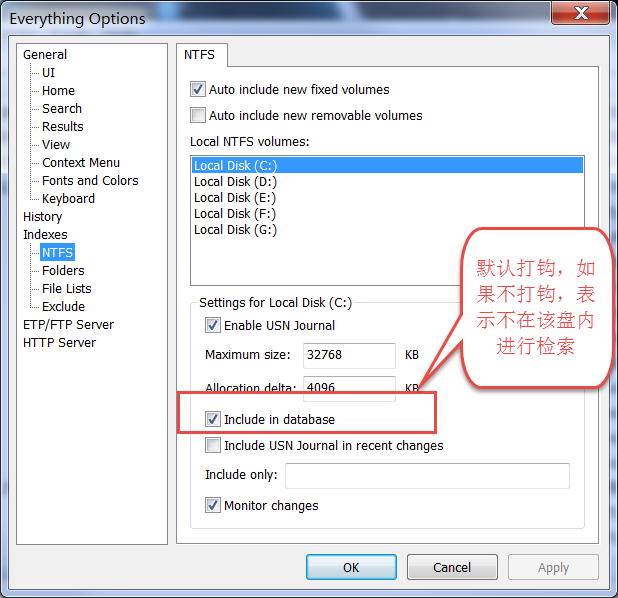 Everything Options
General
UI
Home
Search
Results
View
Context Menu
Fonts and Colors
Keyboard
History
Indexes
NTFS
Folders
File Lists
Exclude
ETP/FTP Server
HTTP Server
NTFS
Auto include new fixed volumes
Auto include new removable volumes
Local NTFS volumes:
Local Disk (C:)
Local Disk (D:)
Local Disk (E:)
Local Disk (F:)
Local Disk (G:)
默认打钩，如
果不打钩，表
示不在该盘内
进行检索
Settings for Local Disk (C:)
Enable USN Journal
Maximum size: 32768 KB
Allocation delta: 4096 KB
Include in database
Include USN Journal in recent changes
Include only:
Monitor changes
OK Cancel Apply